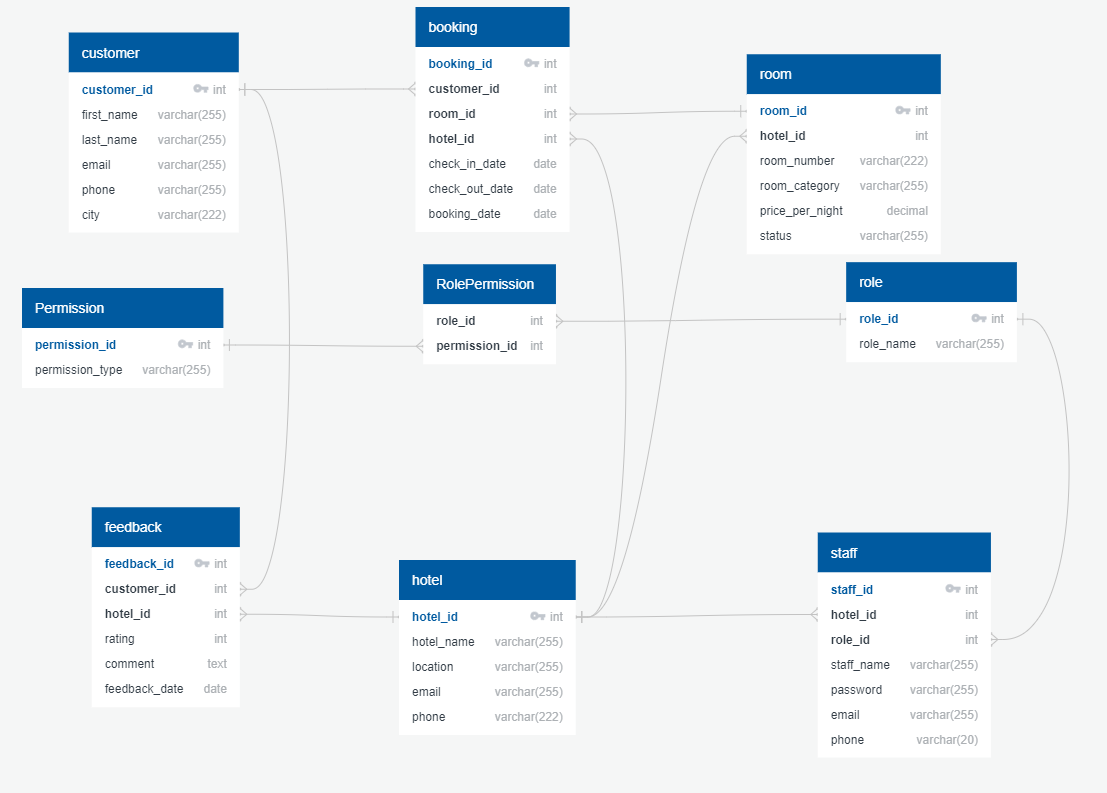 customer
customer_id int
first_name varchar(255)
last_name varchar(255)
email varchar(255)
phone varchar(255)
city varchar(222)
booking
booking_id int
customer_id int
room_id int
hotel_id int
check_in_date date
check_out_date date
booking_date date
room
room_id int
hotel_id int
room_number varchar(222)
room_category varchar(255)
price_per_night decimal
status varchar(255)
Permission
permission_id int
permission_type varchar(255)
RolePermission
role_id int
permission_id int
role
role_id int
role_name varchar(255)
feedback
feedback_id int
customer_id int
hotel_id int
rating int
comment text
feedback_date date
hotel
hotel_id int
hotel_name varchar(255)
location varchar(255)
email varchar(255)
phone varchar(222)
staff
staff_id int
hotel_id int
role_id int
staff_name varchar(255)
password varchar(255)
email varchar(255)
phone varchar(20)